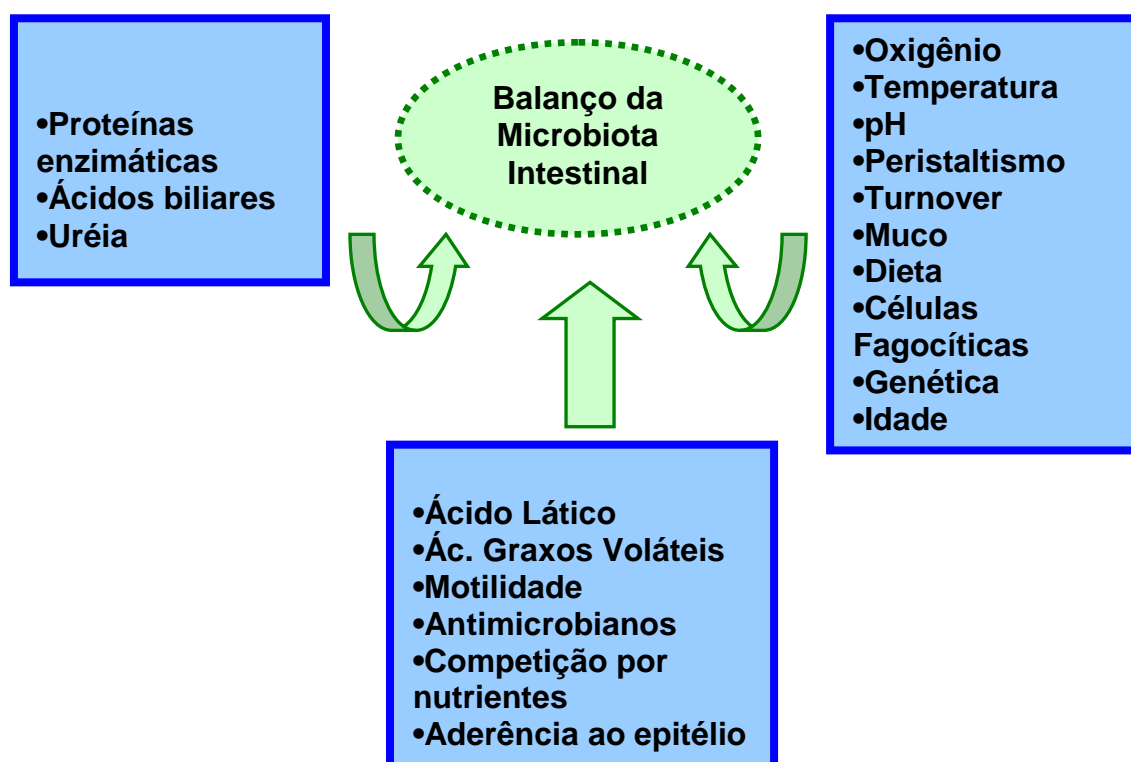 •Proteínas
enzimáticas
•Ácidos biliares
•Uréia
Balanço da
Microbiota
Intestinal
•Oxigênio
•Temperatura
•pH
•Peristaltismo
•Turnover
•Muco
•Dieta
•Células
Fagocíticas
•Genética
•Idade
•Ácido Lático
•Ác. Graxos Voláteis
•Motilidade
•Antimicrobianos
•Competição por
nutrientes
•Aderência ao epitélio